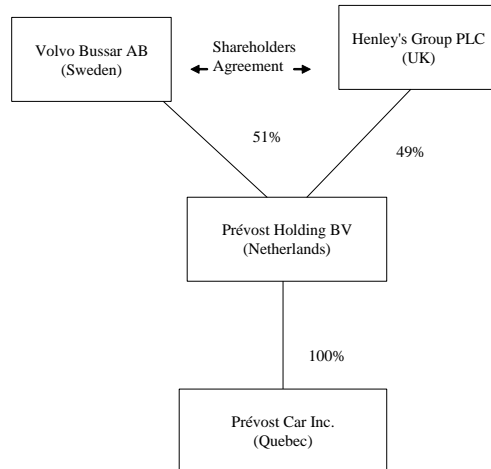 Volvo Bussar AB
(Sweden)
Shareholders
Agreement
Henley's Group PLC
(UK)
51%
49%
Prévost Holding BV
(Netherlands)
100%
Prévost Car Inc.
(Quebec)